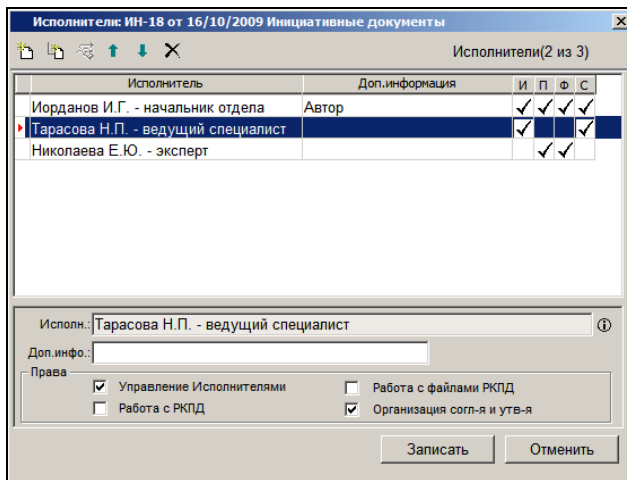 Исполнители: ИН-18 от 16/10/2009 Инициативные документы
Исполнители(2 из 3)
Исполнитель Доп.информация И П Ф С
Иорданов И.Г. - начальник отдела Автор
Тарасова Н.П. - ведущий специалист
Николаева Е.Ю. - эксперт
Исполн.: Тарасова Н.П. - ведущий специалист
Доп.инфо.:
Права
Управление Исполнителями Работа с файлами РКПД
Работа с РКПД Организация согл-я и утв-я
Записать Отменить